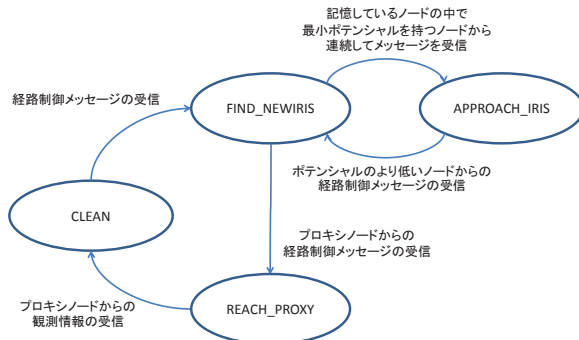 記憶しているノードの中で
最小ポテンシャルを持つノードから
連続してメッセージを受信
経路制御メッセージの受信
FIND_NEWIRIS
APPROACH_IRIS
ポテンシャルのより低いノードからの
経路制御メッセージの受信
CLEAN
プロキシノードからの
経路制御メッセージの受信
プロキシノードからの
観測情報の受信
REACH_PROXY